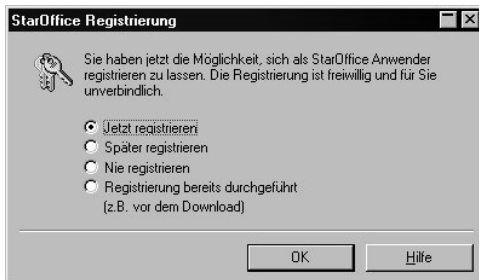 StarOffice Registrierung
Sie haben jetzt die Möglichkeit, sich als StarOffice Anwender
registrieren zu lassen. Die Registrierung ist freiwillig und für Sie
unverbindlich.
Jetzt registrieren
Später registrieren
Nie registrieren
Registrierung bereits durchgeführt
(z.B. vor dem Download)
OK
Hilfe